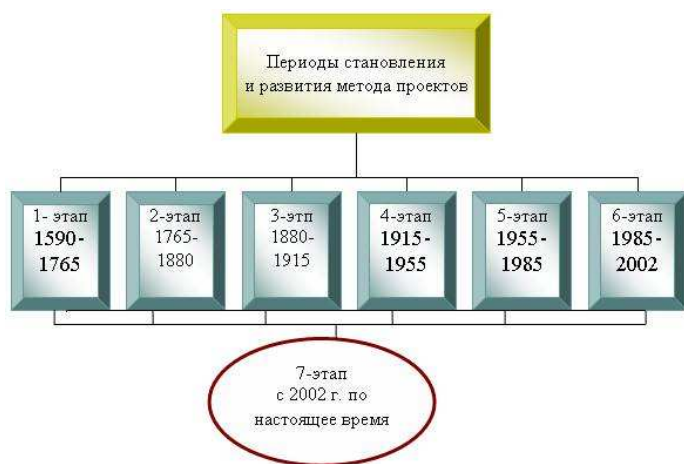 Периоды становления
и развития метода проектов
1- этап
1590-
1765
2-этап
1765-
1880
3-этап
1880-
1915
4-этап
1915-
1955
5-этап
1955-
1985
6-этап
1985-
2002
7-этап
с 2002 г. по
настоящее время